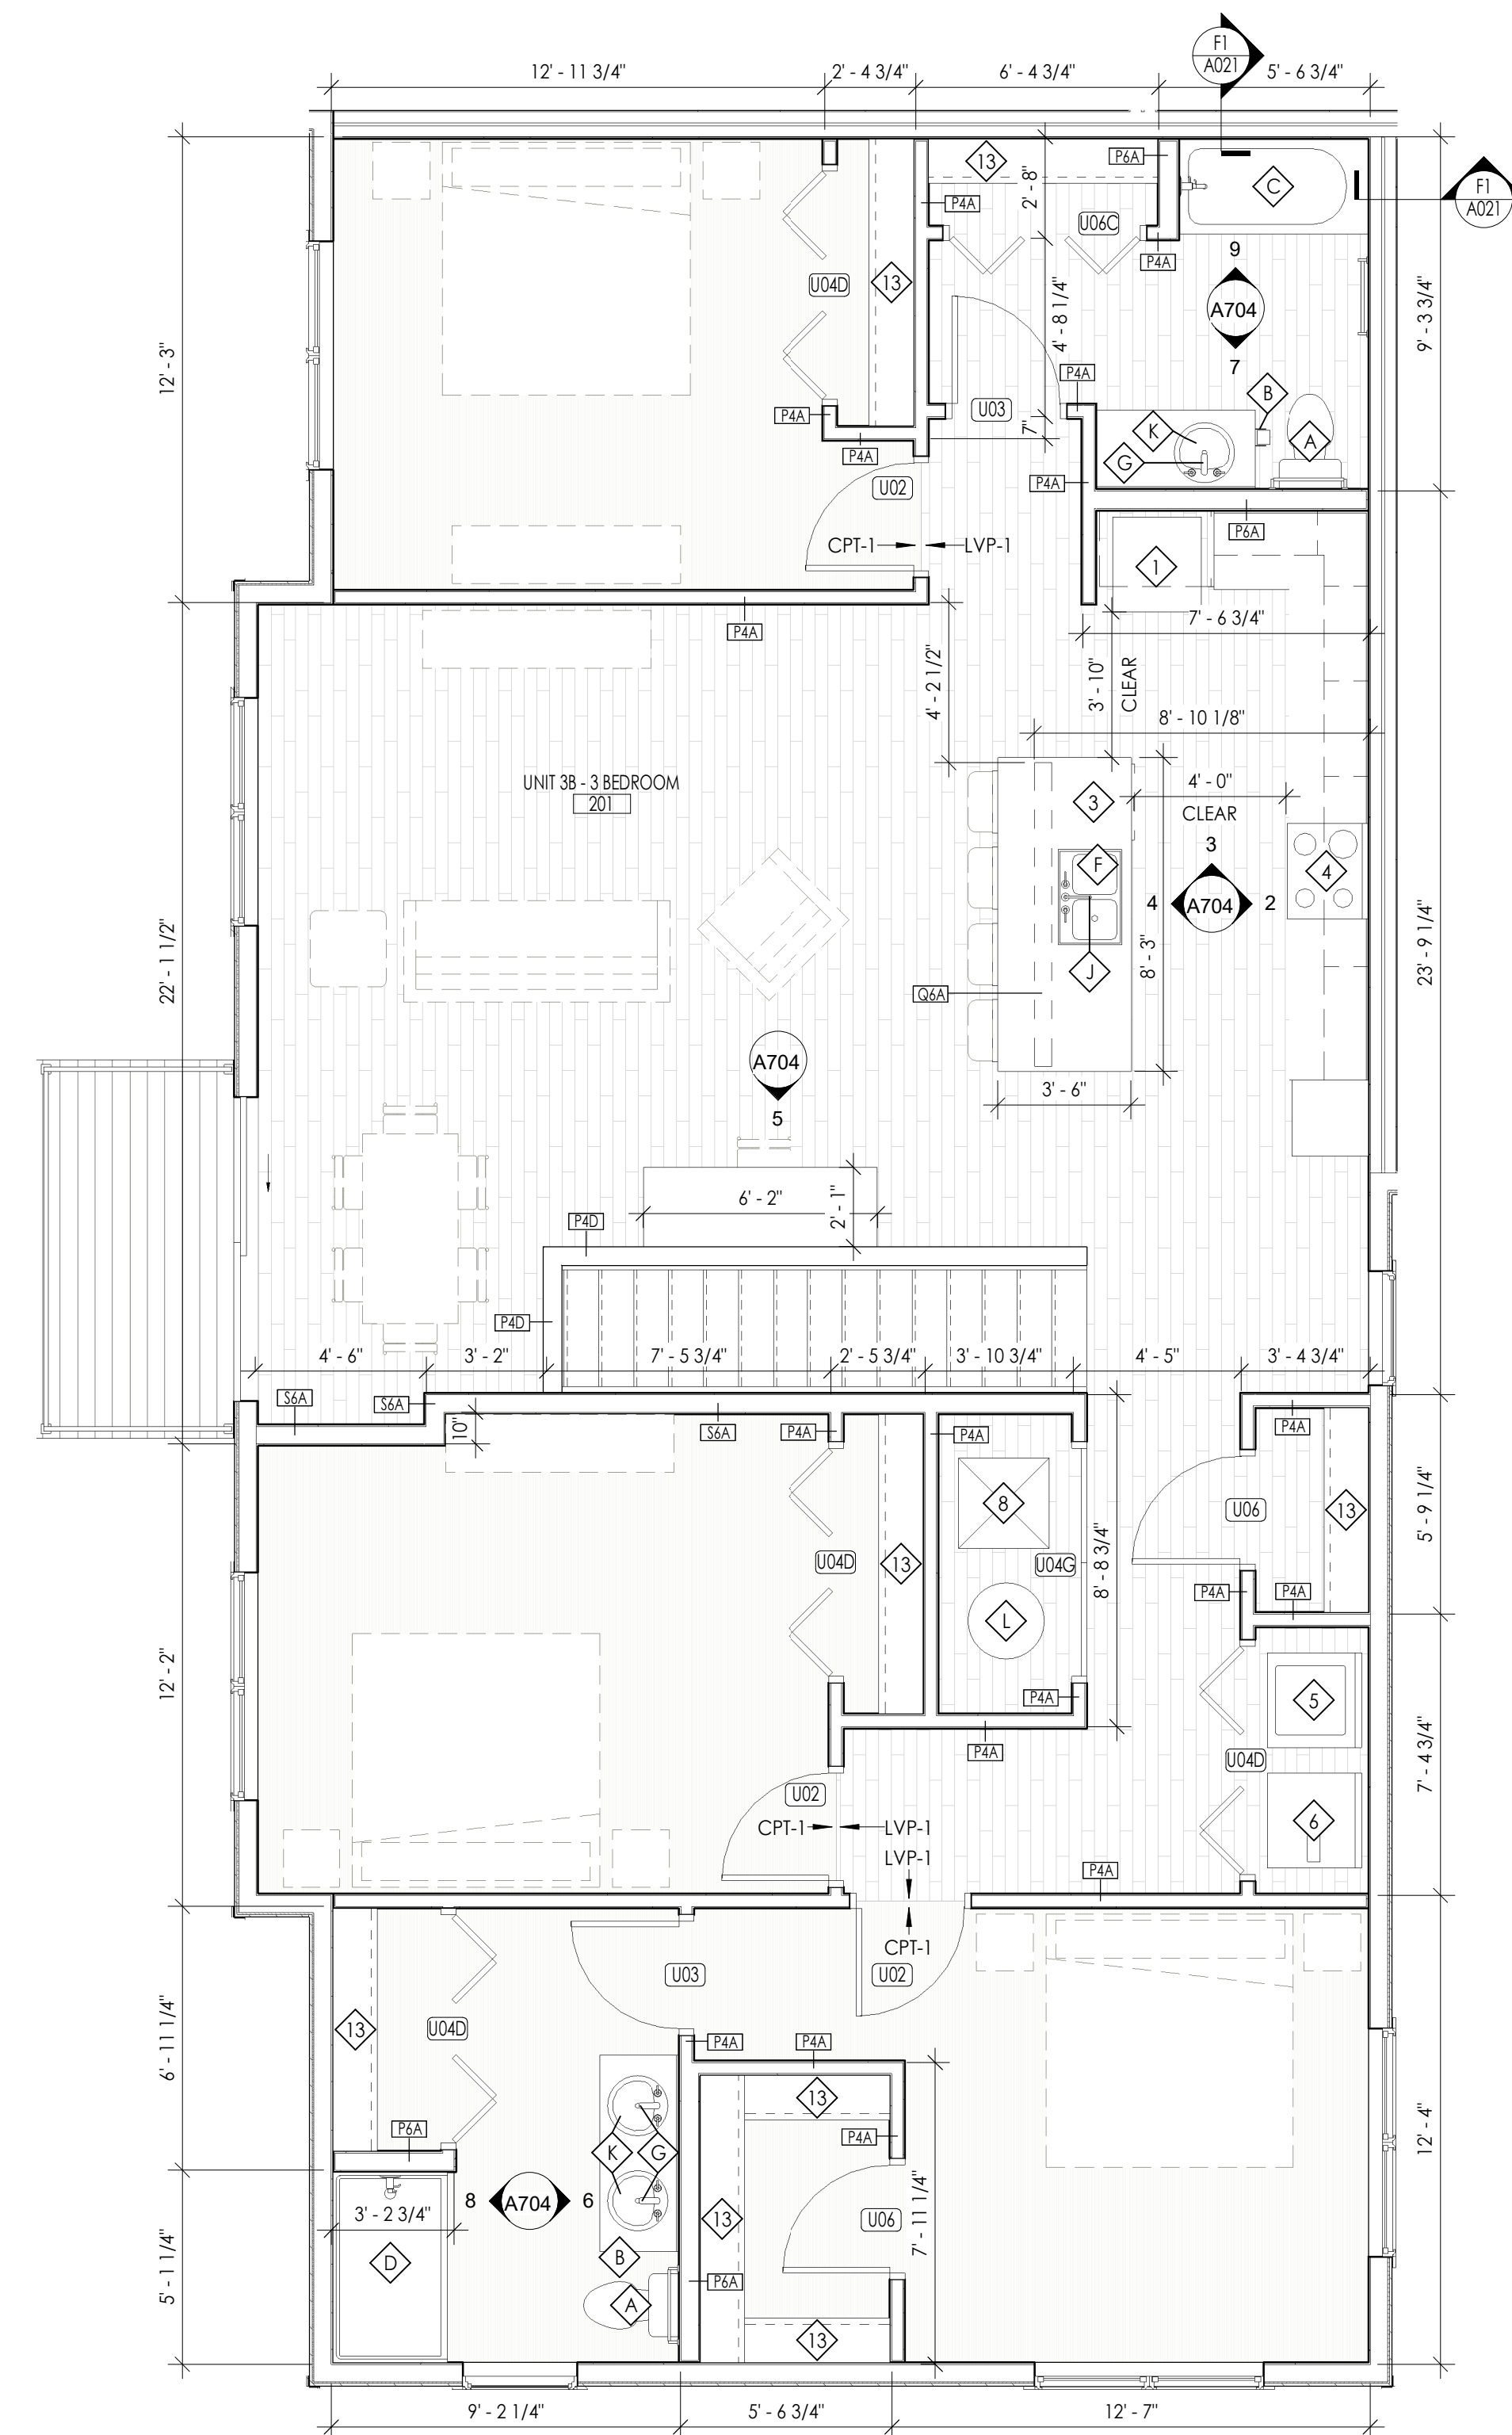 F1
A021
12' - 11 3/4"
2' - 4 3/4"
6' - 4 3/4"
5' - 6 3/4"
13
P6A
C
F1
A021
2' - 8"
P4A
U06C
P4A
9
U04D
13
A704
12' - 3"
4' - 8 1/4"
9' - 3 3/4"
7
P4A
B
P4A
U03
K
A
7"
P4A
G
U02
P4A
P6A
CPT-1
LVP-1
1
7' - 6 3/4"
P4A
4' - 2 1/2"
3' - 10"
CLEAR
8' - 10 1/8"
UNIT 3B - 3 BEDROOM
201
3
4' - 0"
CLEAR
3
F
4
4
A704
2
22' - 1 1/2"
8' - 3"
23' - 9 1/4"
J
Q6A
A704
5
3' - 6"
6' - 2"
2' - 1"
P4D
P4D
4' - 6"
3' - 2"
7' - 5 3/4"
2' - 5 3/4"
3' - 10 3/4"
4' - 5"
3' - 4 3/4"
S6A
S6A
10"
S6A
P4A
P4A
P4A
8
U06
13
5' - 9 1/4"
U04D
13
U04G
8' - 8 3/4"
P4A
P4A
L
12' - 2"
P4A
5
P4A
U04D
7' - 4 3/4"
U02
CPT-1
LVP-1
6
LVP-1
P4A
CPT-1
U03
U02
13
U04D
6' - 11 1/4"
P4A
P4A
13
P6A
P4A
K
G
12' - 4"
8
A704
6
3' - 2 3/4"
13
U06
7' - 11 1/4"
B
D
P6A
A
5' - 1 1/4"
13
9' - 2 1/4"
5' - 6 3/4"
12' - 7"